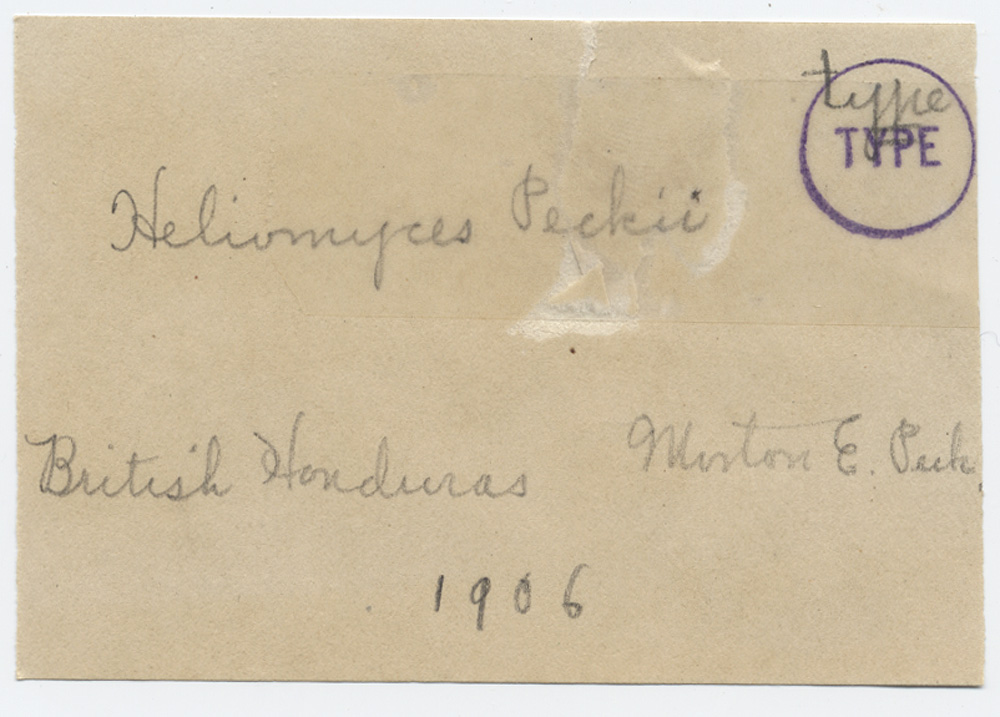 type
TYPE
Heliomyces Peckii
British Honduras
Morton E. Peck.
1906